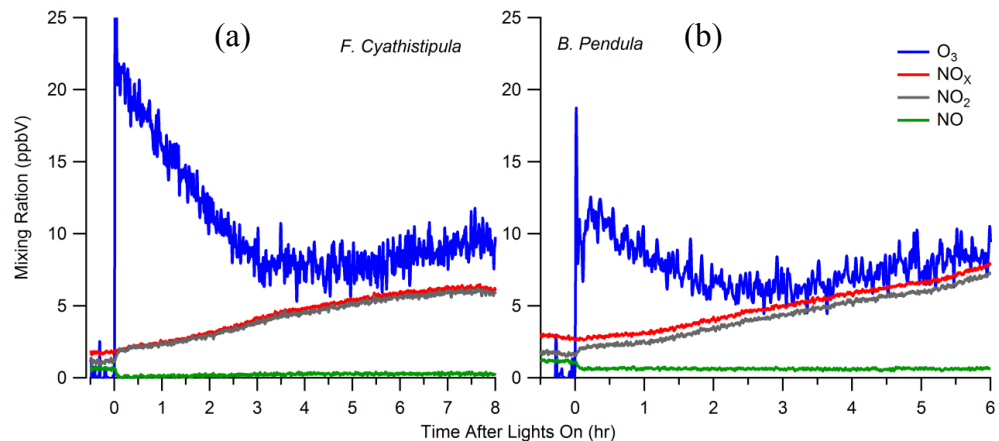 (a)
F. Cyathistipula
B. Pendula
(b)
O3
NOX
NO2
NO
Mixing Ration (ppbV)
25
20
15
10
5
0
0 1 2 3 4 5 6 7 8
25
20
15
10
5
0
0 1 2 3 4 5 6
Time After Lights On (hr)